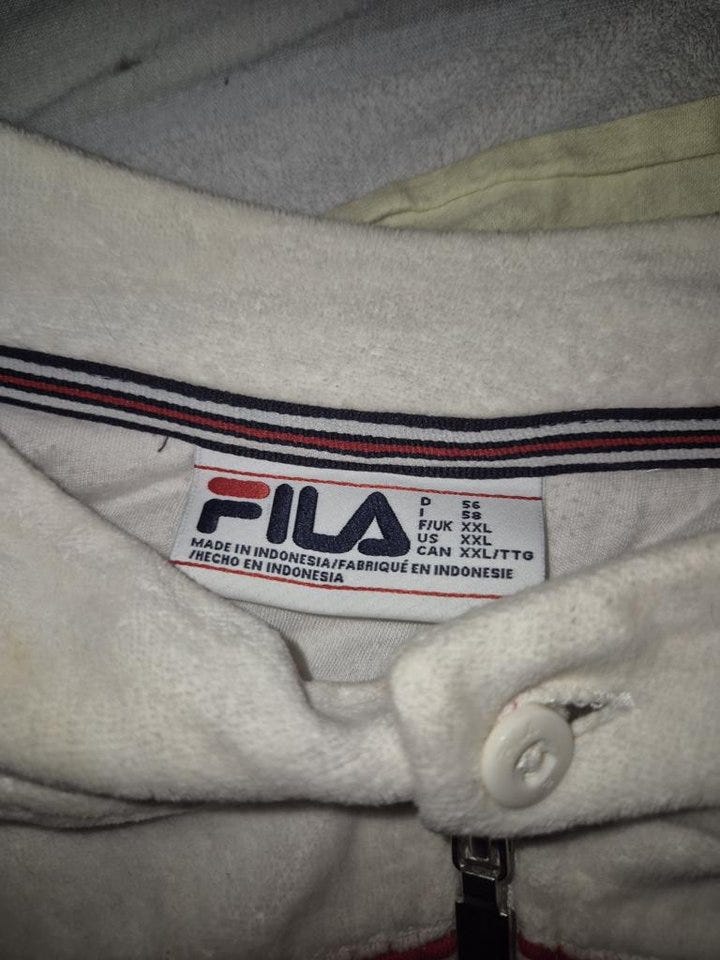 FILA
D 56
I 58
F/UK XXL
US XXL
CAN XXL/TTG
MADE IN INDONESIA/FABRIQUÉ EN INDONESIE
/HECHO EN INDONESIA